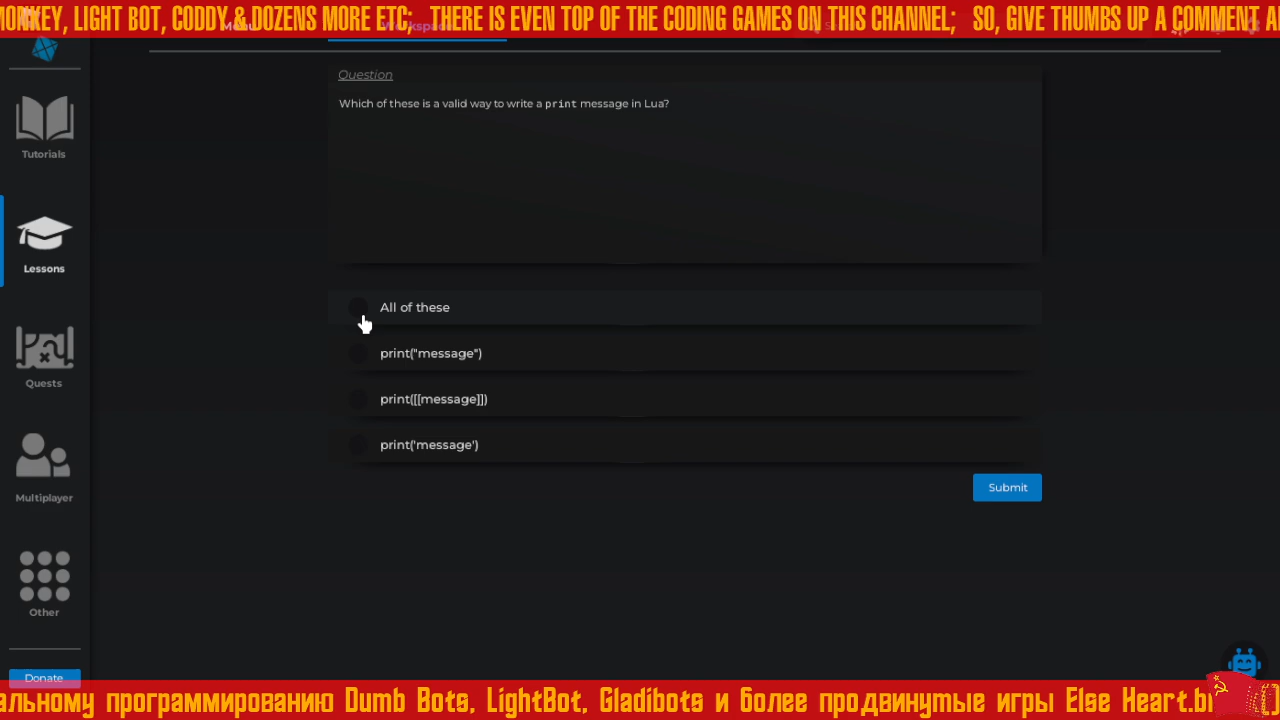 MONKEY, LIGHT BOT, CODDY & DOZENS MORE ETC; THERE IS EVEN TOP OF THE CODING GAMES ON THIS CHANNEL; SO, GIVE THUMBS UP A COMMENT
Question
Which of these is a valid way to write a print message in Lua?
All of these
print("message")
print([[message]])
print('message')
Submit
Tutorials
Lessons
Quests
Multiplayer
Other
Donate
программированию Dumb Bots, LightBot, Gladibots и более продвинутые игры Else Heart.b